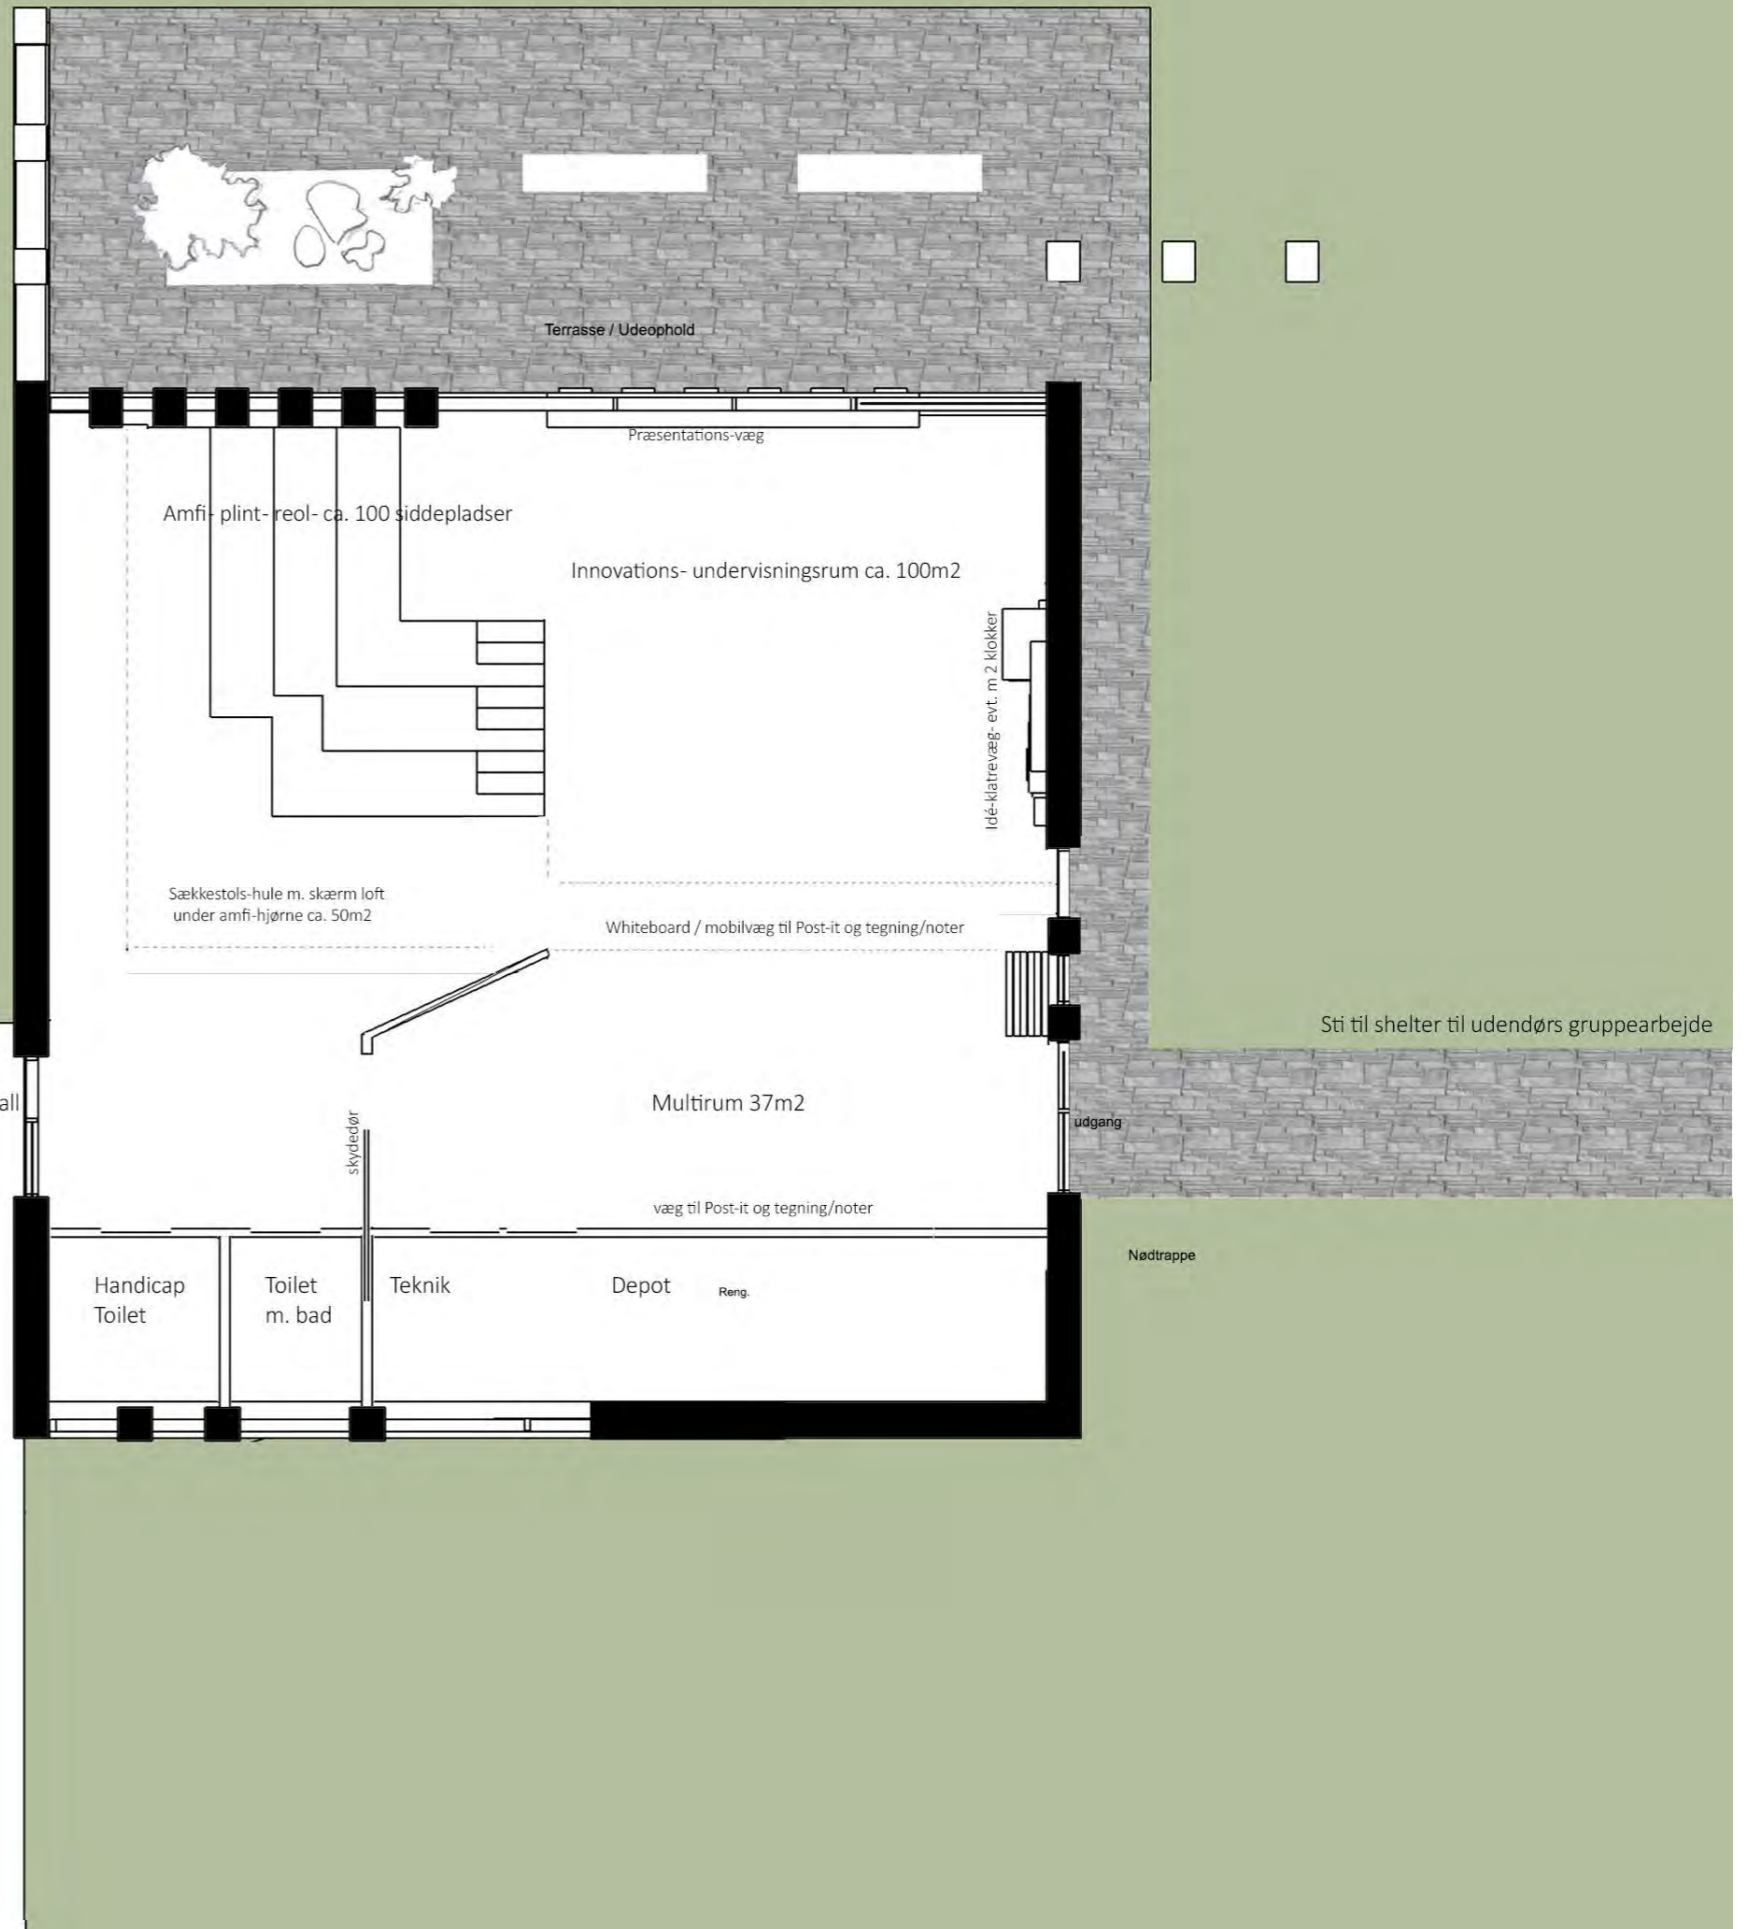 Terrasse / Udeophold
Præsentations-væg
Amfi- plint- reol- ca. 100 siddepladser
Innovations- undervisningsrum ca. 100m2
Idé-klatrevæg- evt. m 2 klokker
Sækkestols-hule m. skærm loft
under amfi-hjørne ca. 50m2
Whiteboard / mobilvæg til Post-it og tegning/noter
Sti til shelter til udendørs gruppearbejde
all
Multirum 37m2
udgang
skydedør
væg til Post-it og tegning/noter
Nødtrappe
Handicap
Toilet
Toilet
m. bad
Teknik
Depot
Reng.